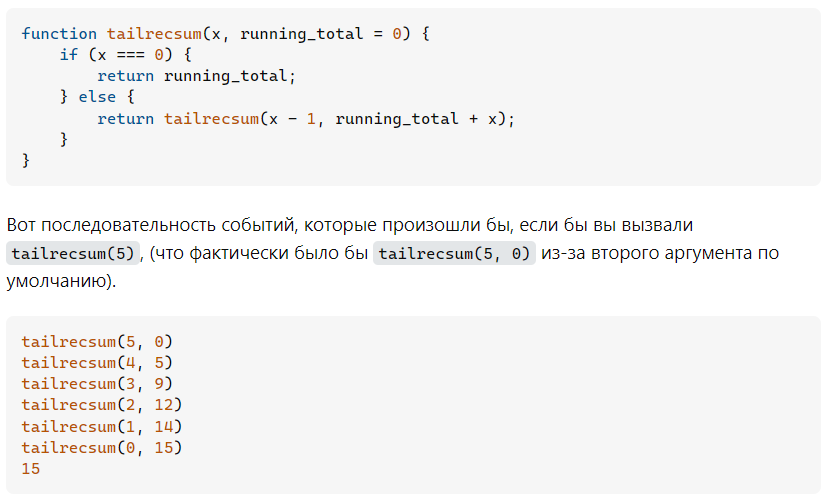 function tailrecsum(x, running_total = 0) {
    if (x === 0) {
        return running_total;
    } else {
        return tailrecsum(x − 1, running_total + x);
    }
}
Вот последовательность событий, которые произошли бы, если бы вы вызвали
tailrecsum(5), (что фактически было бы tailrecsum(5, 0) из-за второго аргумента по
умолчанию).
tailrecsum(5, 0)
tailrecsum(4, 5)
tailrecsum(3, 9)
tailrecsum(2, 12)
tailrecsum(1, 14)
tailrecsum(0, 15)
15